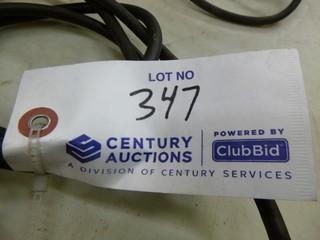 LOT NO
347
CENTURY AUCTIONS
POWERED BY
ClubBid
A DIVISION OF CENTURY SERVICES